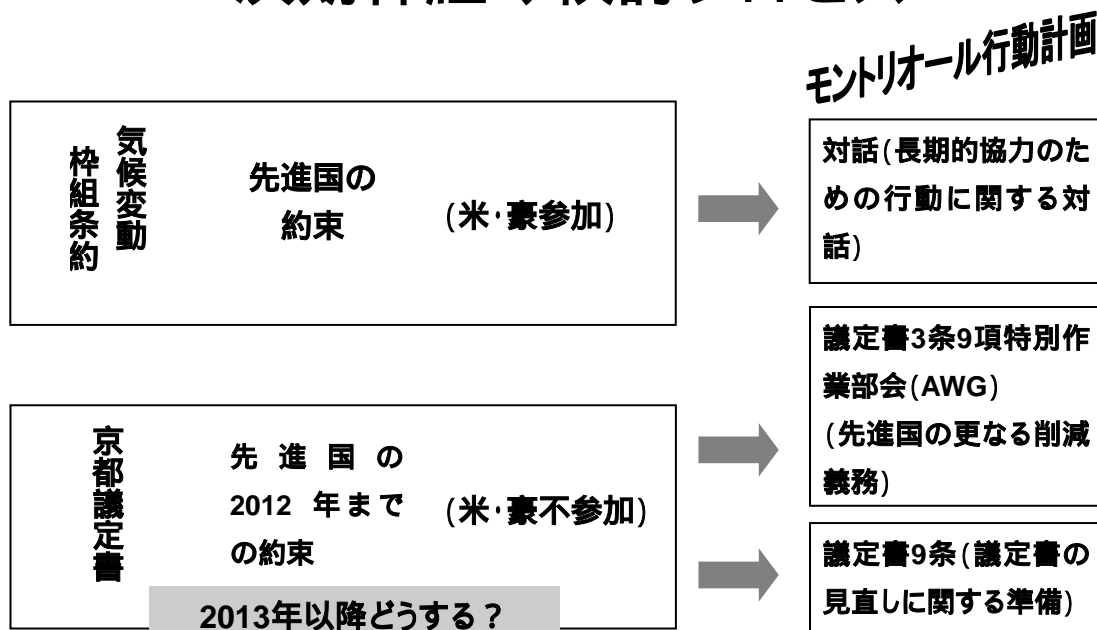 モントリオール行動計画
気候変動
枠組条約
先進国の
約束
(米・豪参加)
対話(長期的協力のた
めの行動に関する対
話)
議定書3条9項特別作
業部会(AWG)
(先進国の更なる削減
義務)
京都議定書
先進国の
2012 年まで
の約束
(米・豪不参加)
2013年以降どうする？
議定書9条(議定書の
見直しに関する準備)